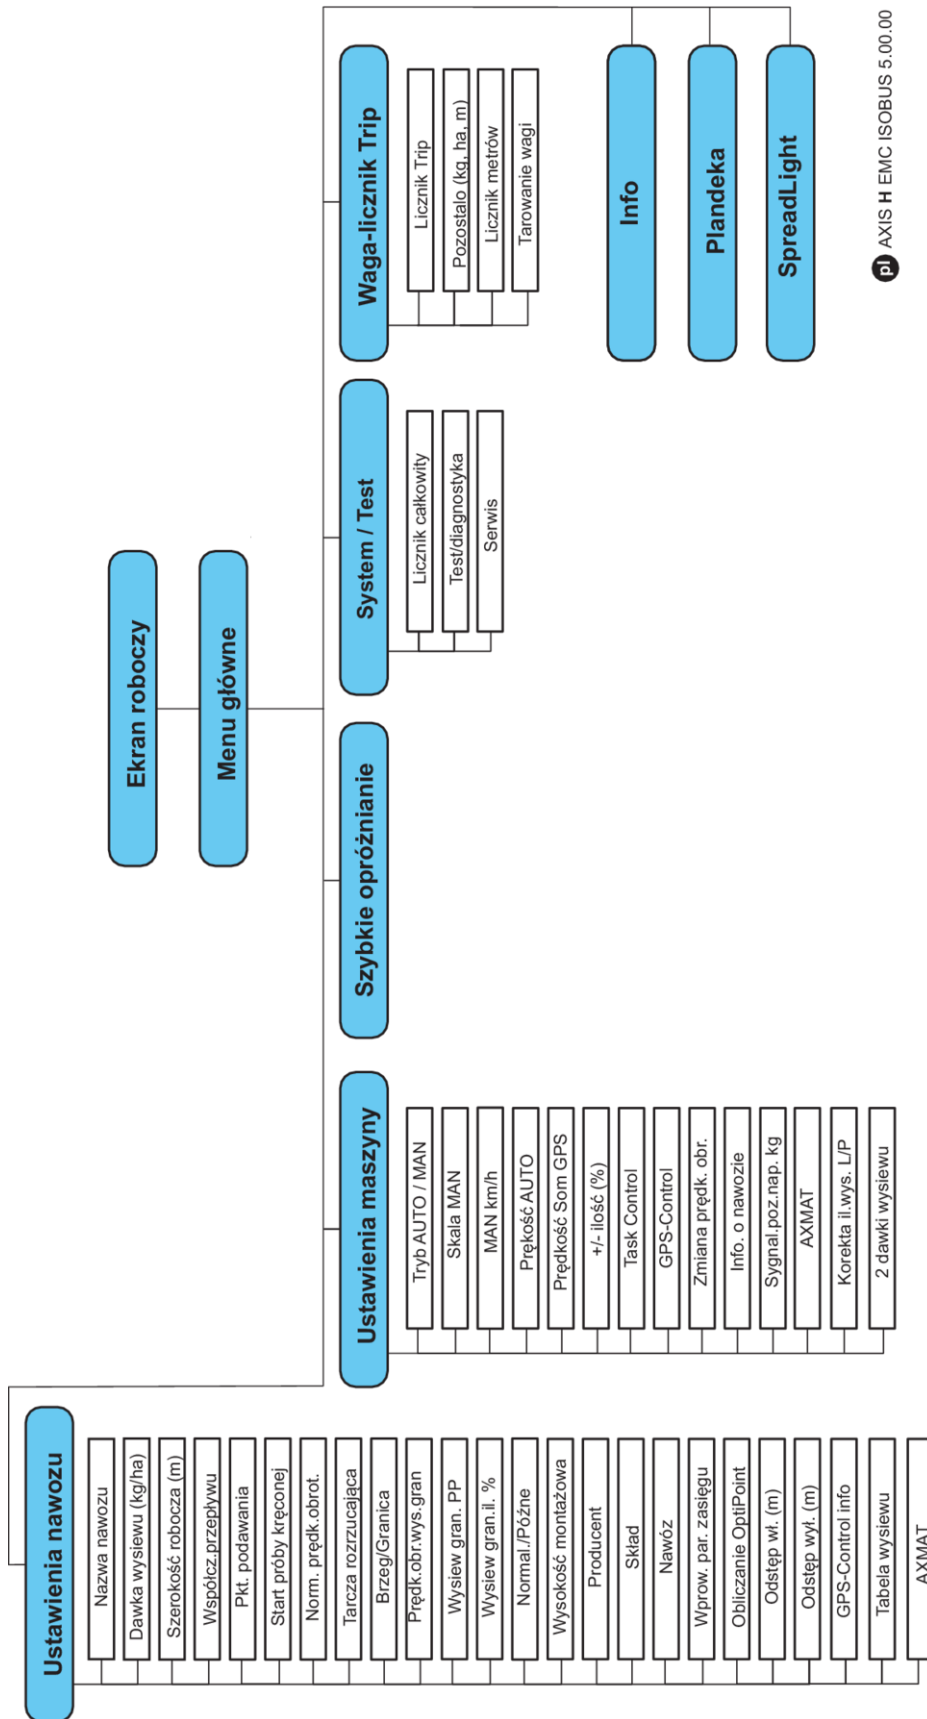 Ekran roboczy
Menu główne
Ustawienia nawozu
Nazwa nawozu
Dawka wysiewu (kg/ha)
Szerokość robocza (m)
Współcz.przepływu
Pkt. podawania
Start próby kręconej
Norm. prędk.obrot.
Tarcza rozrzucająca
Brzeg/Granica
Prędk.obr.wys.gran
Wysiew gran. PP
Wysiew gran.il. %
Normal./Późne
Wysokość montażowa
Producent
Skład
Nawóz
Wprow. par. zasięgu
Obliczanie OptiPoint
Odstęp wł. (m)
Odstęp wył. (m)
GPS-Control info
Tabela wysiewu
AXMAT
Ustawienia maszyny
Tryb AUTO / MAN
Skala MAN
MAN km/h
Prękość AUTO
Prędkość Som GPS
+/- ilość (%)
Task Control
GPS-Control
Zmiana prędk. obr.
Info. o nawozie
Sygnal.poz.nap. kg
AXMAT
Korekta il.wys. L/P
2 dawki wysiewu
Szybkie opróżnianie
System / Test
Licznik całkowity
Test/diagnostyka
Serwis
Waga-licznik Trip
Licznik Trip
Pozostalo (kg, ha, m)
Licznik metrów
Tarowanie wagi
Info
Plandeka
SpreadLight
pl AXIS H EMC ISOBUS 5.00.00